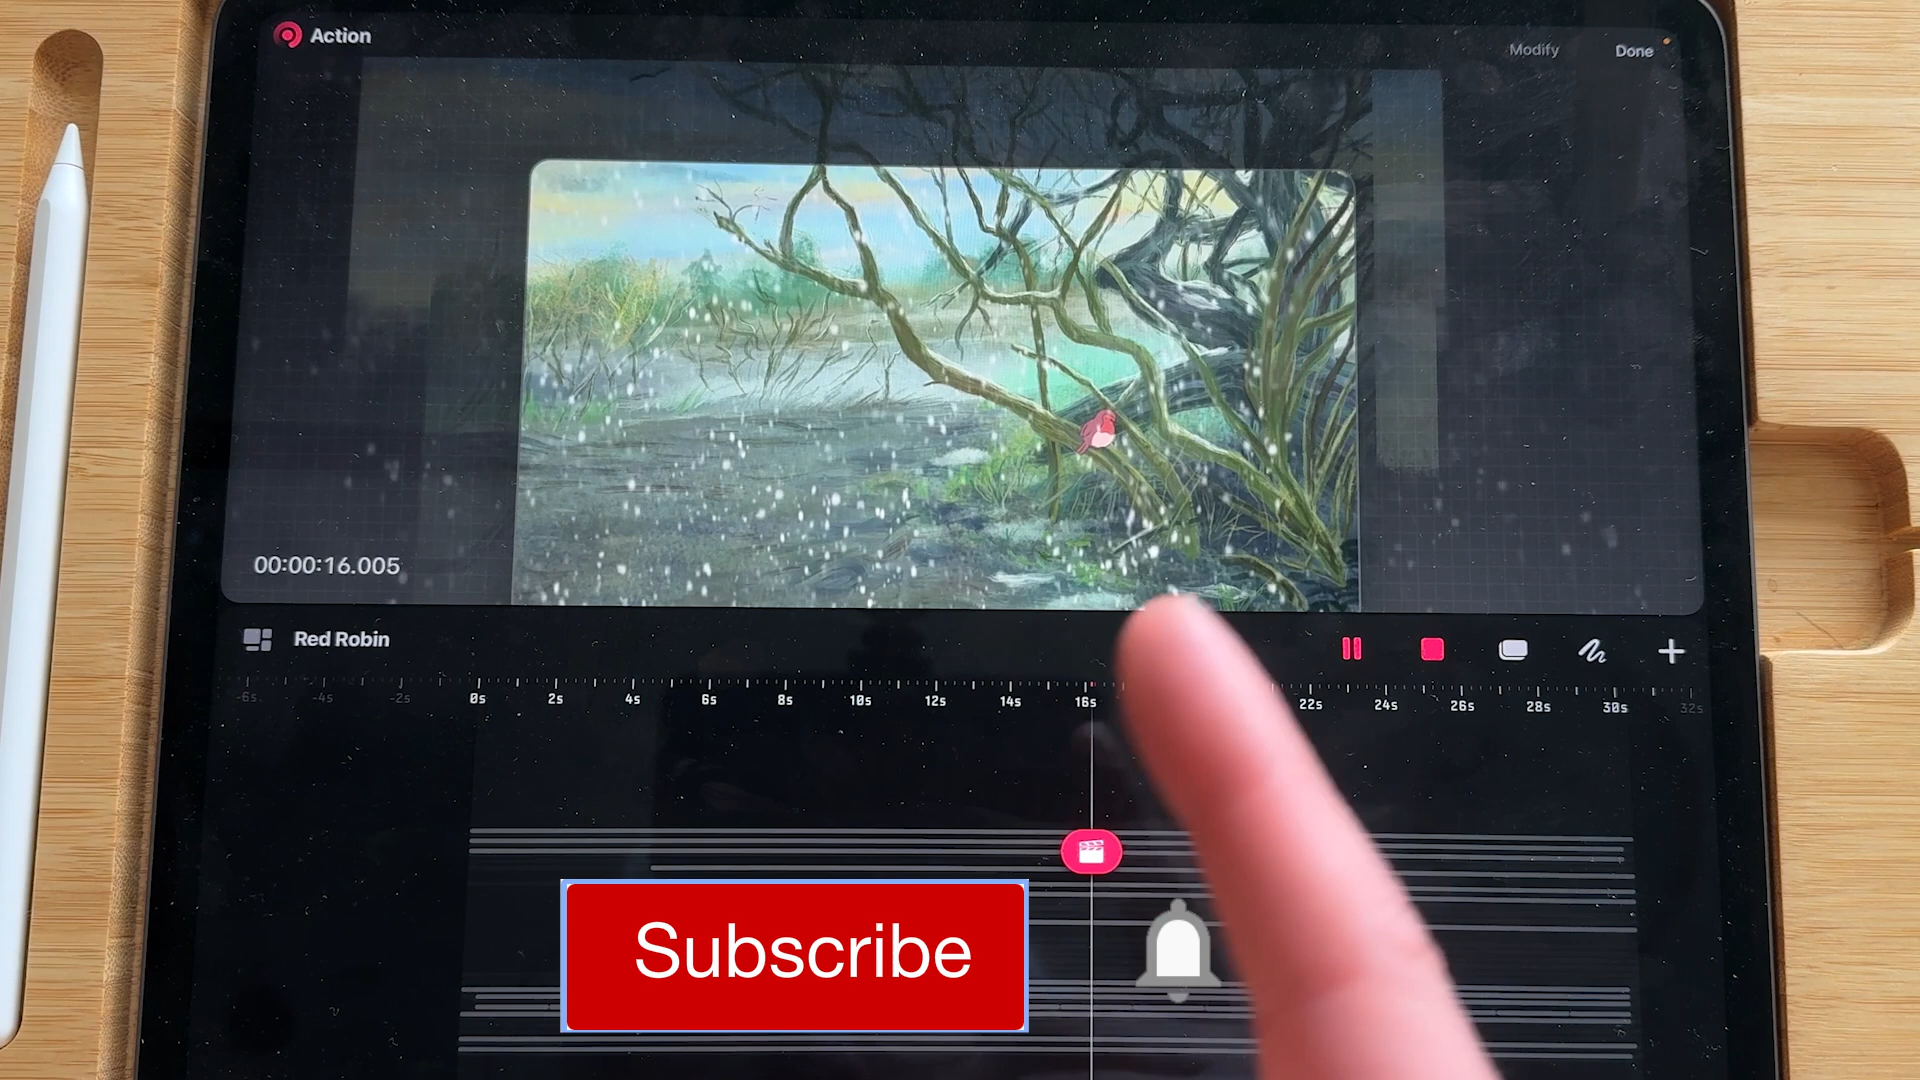 Action
Modify
Done
00:00:16.005
Red Robin
-6s -4s -2s 0s 2s 4s 6s 8s 10s 12s 14s 16s 22s 24s 26s 28s 30s 32s
Subscribe